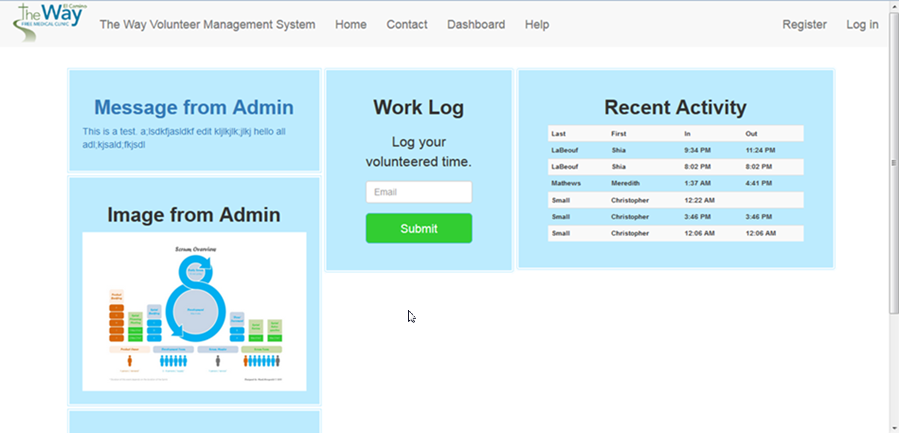 The Way El Camino
FREE MEDICAL CLINIC
The Way Volunteer Management System Home Contact Dashboard Help Register Log in
Message from Admin
This is a test. a;lsdkfjasldkf edit kljlkjlk;jlkj hello all
adl,kjsald;fkjsdl
Image from Admin
Scrum Overview
Work Log
Log your
volunteered time.
Email
Submit
Recent Activity
Last First In Out
LaBeouf Shia 9:34 PM 11:24 PM
LaBeouf Shia 8:02 PM 8:02 PM
Mathews Meredith 1:37 AM 4:41 PM
Small Christopher 12:22 AM
Small Christopher 3:46 PM 3:46 PM
Small Christopher 12:06 AM 12:06 AM